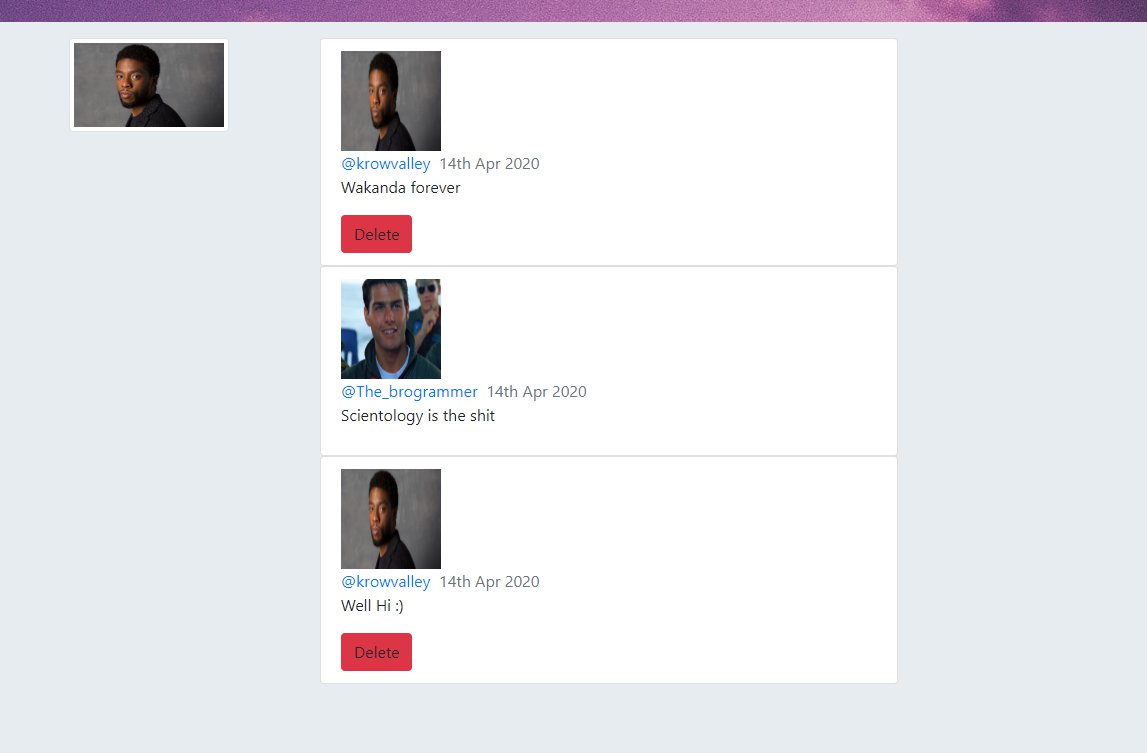 @krowvalley 14th Apr 2020
Wakanda forever
Delete
@The_brogrammer 14th Apr 2020
Scientology is the shit
@krowvalley 14th Apr 2020
Well Hi :)
Delete